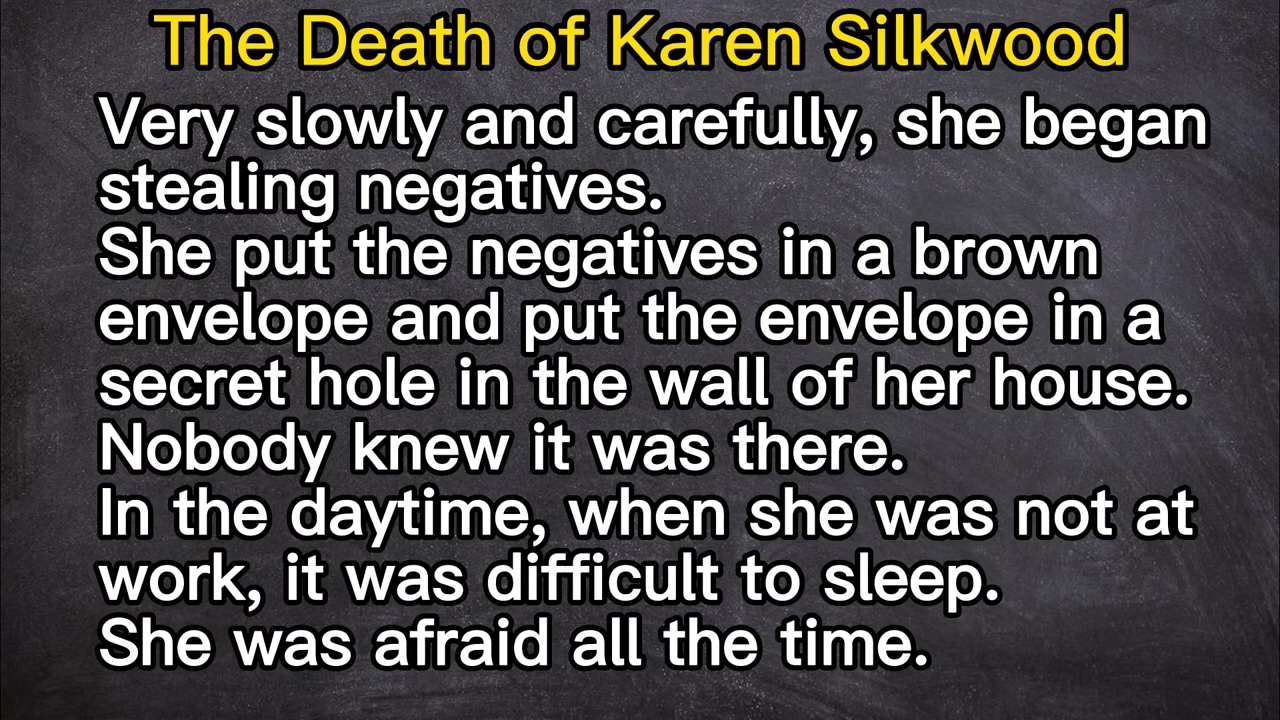 The Death of Karen Silkwood
Very slowly and carefully, she began
stealing negatives.
She put the negatives in a brown
envelope and put the envelope in a
secret hole in the wall of her house.
Nobody knew it was there.
In the daytime, when she was not at
work, it was difficult to sleep.
She was afraid all the time.